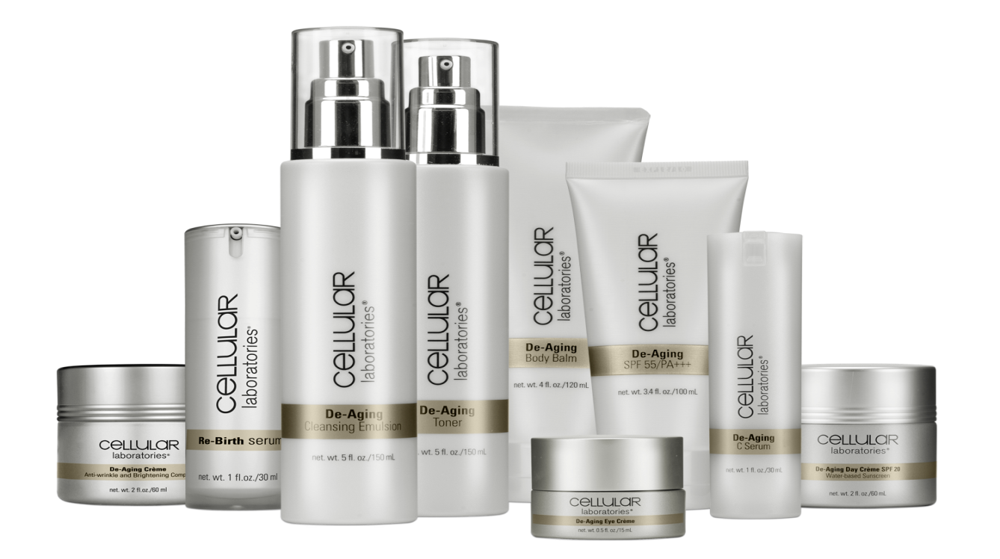 CELLULAR
laboratories®
De-Aging Crème
Anti-wrinkle and Brightening
net. wt. 2 fl.oz./60 ml
CELLULAR
laboratories®
Re-Birth serum
net. wt. 1 fl.oz./30 ml
CELLULAR
laboratories®
De-Aging
Cleansing Emulsion
net. wt. 5 fl. oz./150 mL
CELLULAR
laboratories®
De-Aging
Toner
wt. 5 fl. oz./150 mL
CELLULAR
laboratories®
De-Aging
Body Balm
net. wt. 4 fl. oz./120 mL
CELLULAR
laboratories®
De-Aging
SPF 55/PA+++
net. wt. 3.4 fl. oz./100 mL
CELLULAR
laboratories®
De-Aging Eye Crème
net. wt. 0.5 fl. oz./15 mL
CELLULAR
laboratories®
De-Aging
C Serum
net. wt. 1 fl. oz./30 mL
CELLULAR
laboratories®
De-Aging Day Crème SPF 20
Water-based Sunscreen
net. wt. 2 fl. oz./60 mL